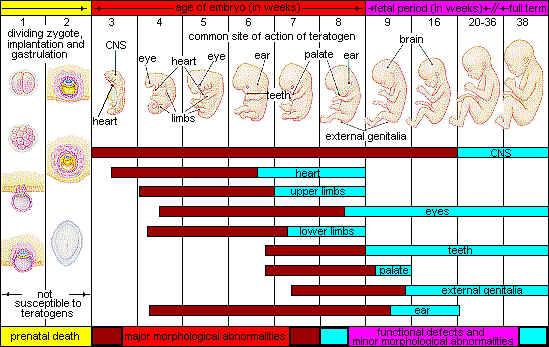 age of embryo (in weeks)
fetal period (in weeks)
full term
1 2 3 4 5 6 7 8 9 16 20-36 38
dividing zygote,
implantation and
gastrulation
common site of action of teratogen
CNS
heart
eye
heart
eye
limbs
ear
teeth
palate
ear
external genitalia
brain
CNS
heart
upper limbs
eyes
lower limbs
teeth
palate
external genitalia
ear
not
susceptible to
teratogens
prenatal death
major morphological abnormalities
functional defects and
minor morphological abnormalities